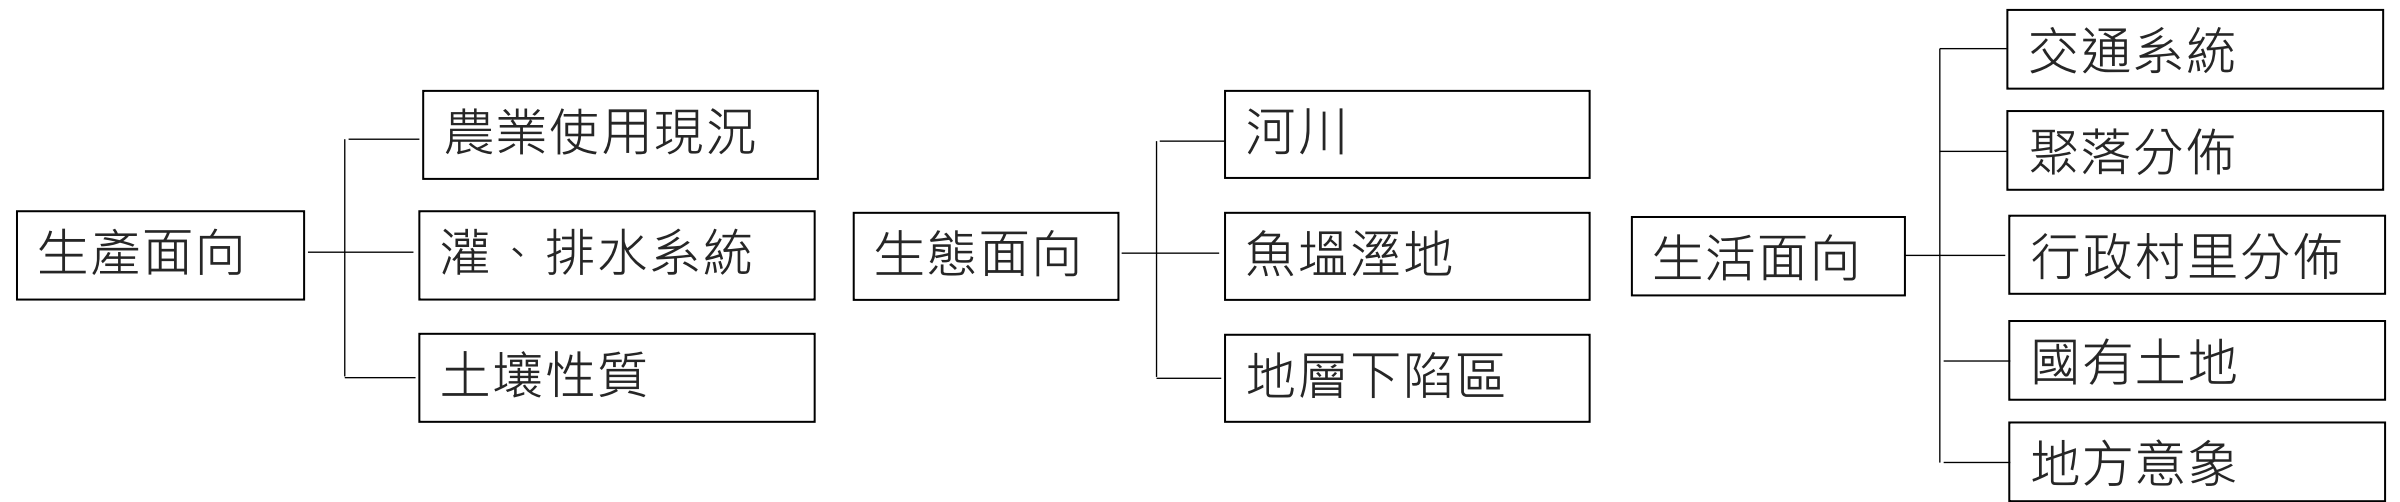 生產面向
農業使用現況
灌、排水系統
土壤性質
生態面向
河川
魚塭溼地
地層下陷區
生活面向
交通系統
聚落分佈
行政村里分佈
國有土地
地方意象